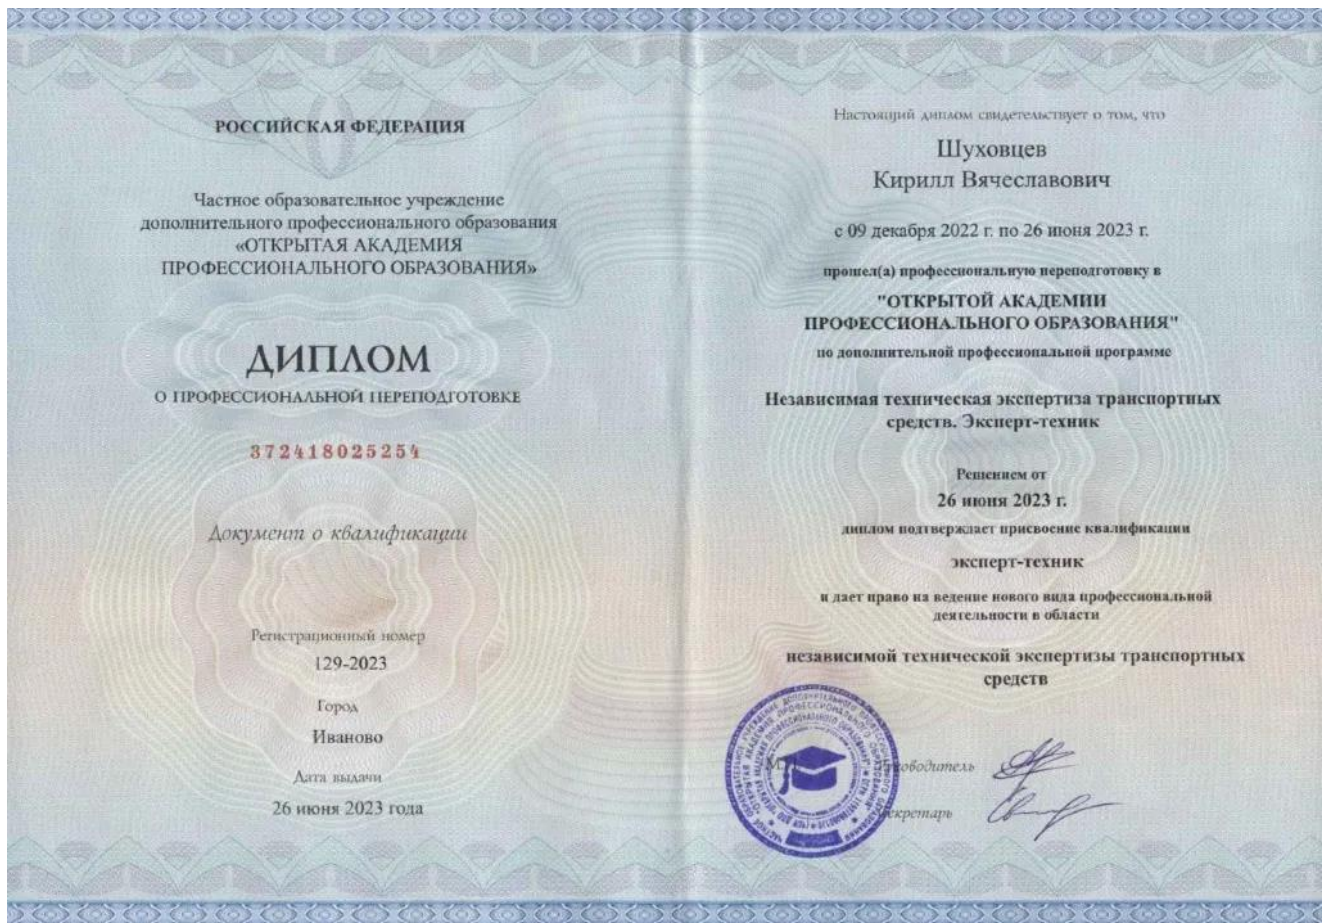 РОССИЙСКАЯ ФЕДЕРАЦИЯ
Частное образовательное учреждение
дополнительного профессионального образования
«ОТКРЫТАЯ АКАДЕМИЯ
ПРОФЕССИОНАЛЬНОГО ОБРАЗОВАНИЯ»
ДИПЛОМ
О ПРОФЕССИОНАЛЬНОЙ ПЕРЕПОДГОТОВКЕ
372418025254
Документ о квалификации
Регистрационный номер
129-2023
Город
Иваново
Дата выдачи
26 июня 2023 года
Настоящий диплом свидетельствует о том, что
Шуховцев
Кирилл Вячеславович
с 09 декабря 2022 г. по 26 июня 2023 г.
прошел(а) профессиональную переподготовку в
"ОТКРЫТОЙ АКАДЕМИИ
ПРОФЕССИОНАЛЬНОГО ОБРАЗОВАНИЯ"
по дополнительной профессиональной программе
Независимая техническая экспертиза транспортных
средств. Эксперт-техник
Решением от
26 июня 2023 г.
диплом подтверждает присвоение квалификации
эксперт-техник
и дает право на ведение нового вида профессиональной
деятельности в области
независимой технической экспертизы транспортных
средств
М.П.
Руководитель
Секретарь